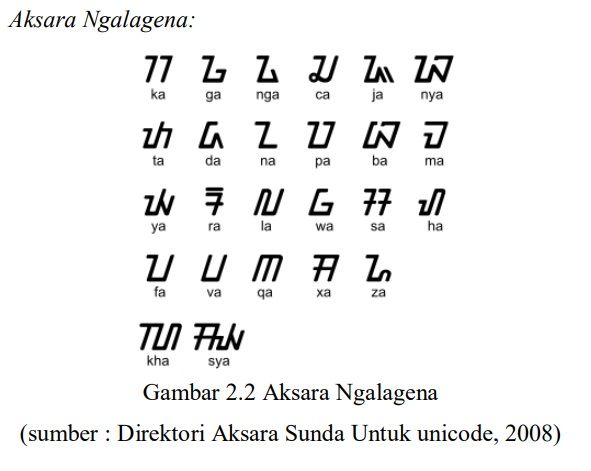 Aksara Ngalagena:
ᮊ ᮌ ᮍ ᮎ ᮏ ᮑ
ka ga nga ca ja nya
ᮒ ᮓ ᮔ ᮕ ᮘ ᮙ
ta da na pa ba ma
ᮚ ᮛ ᮜ ᮝ ᮞ ᮠ
ya ra la wa sa ha
ᮖ ᮗ ᮋ ᮟ ᮐ
fa va qa xa za
ᮮ ᮯ
kha sya
Gambar 2.2 Aksara Ngalagena
(sumber : Direktori Aksara Sunda Untuk unicode, 2008)